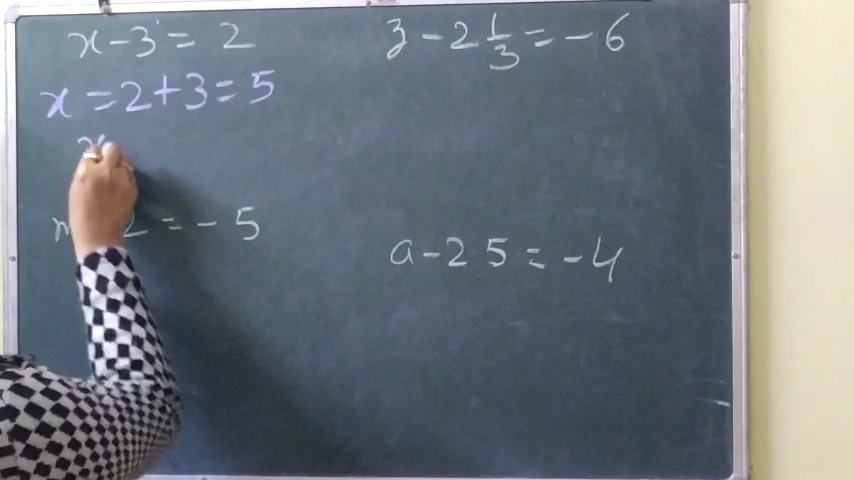 x - 3 = 2
x = 2 + 3 = 5
x
2 = - 5
z - 2 1/3 = - 6
a - 2.5 = - 4